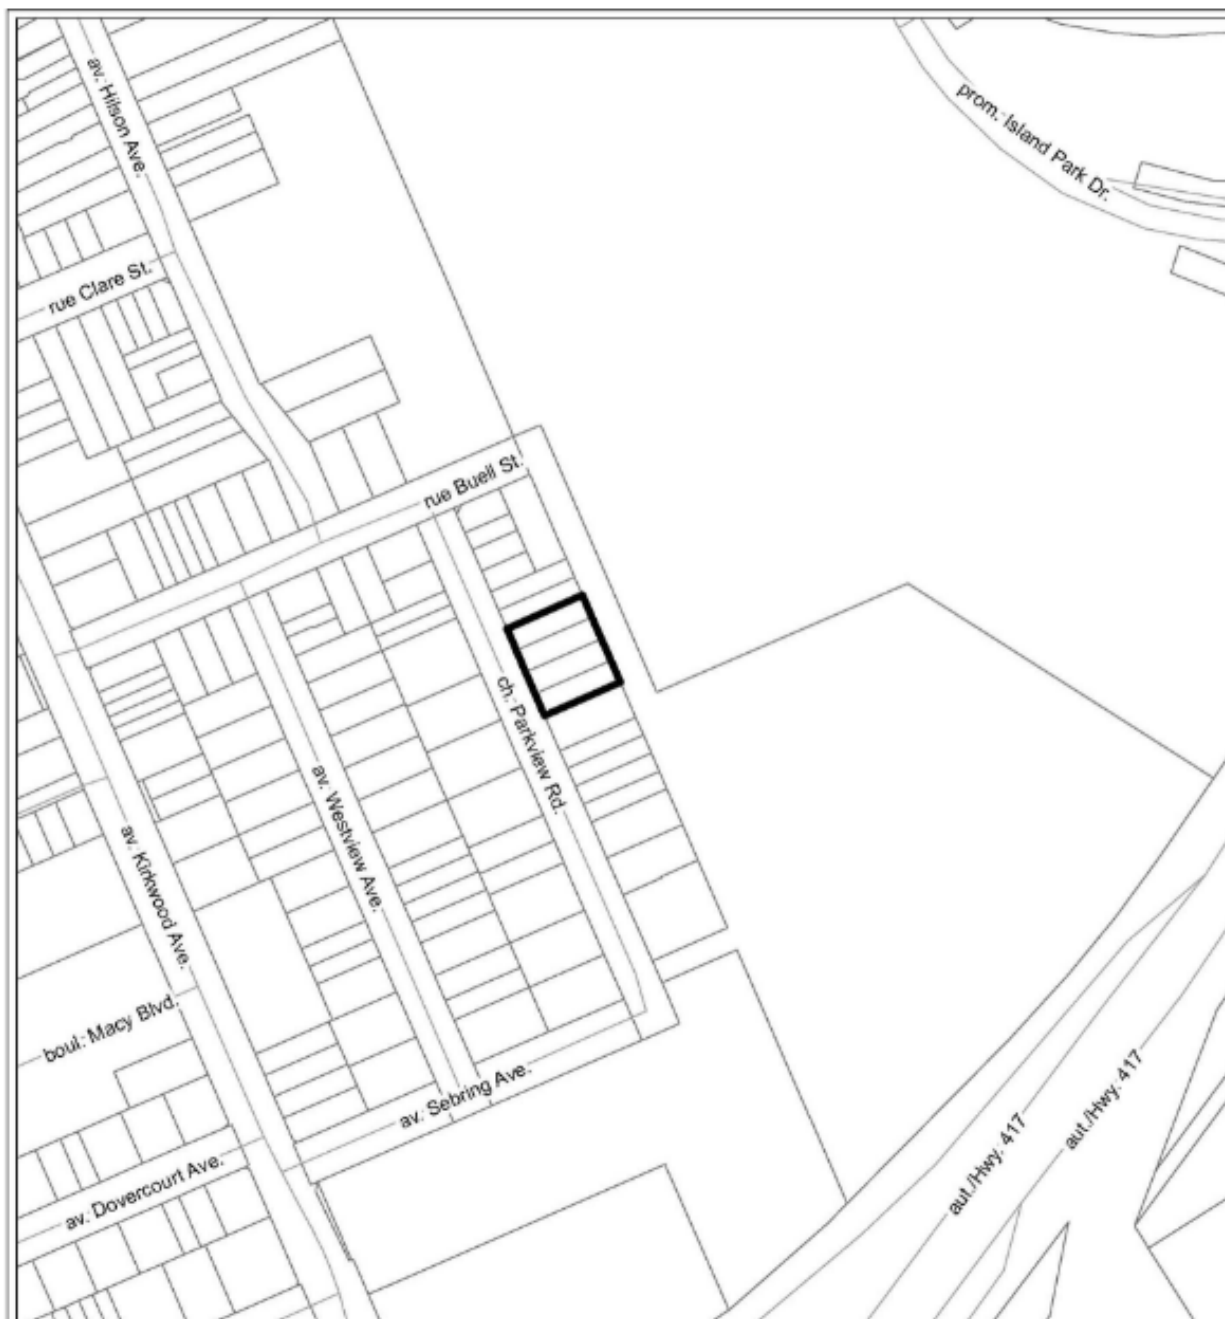 av. Hilson Ave.
prom. Island Park Dr.
rue Clare St.
rue Buell St.
ch. Parkview Rd.
av. Westview Ave.
av. Kirkwood Ave.
boul. Macy Blvd.
av. Sebring Ave.
aut./Hwy. 417
aut./Hwy. 417
av. Dovercourt Ave.